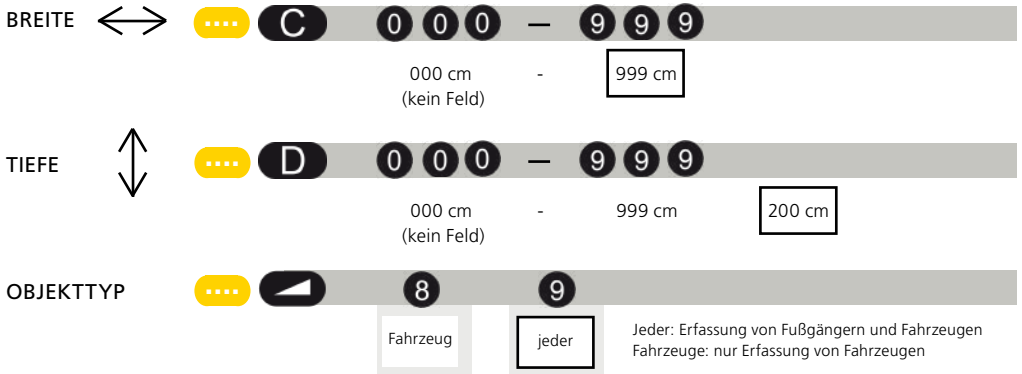 BREITE C 0 0 0 – 9 9 9
000 cm - 999 cm
(kein Feld)
TIEFE D 0 0 0 – 9 9 9
000 cm - 999 cm 200 cm
(kein Feld)
OBJEKTTYP 8 9
Fahrzeug jeder Jeder: Erfassung von Fußgängern und Fahrzeugen
Fahrzeuge: nur Erfassung von Fahrzeugen